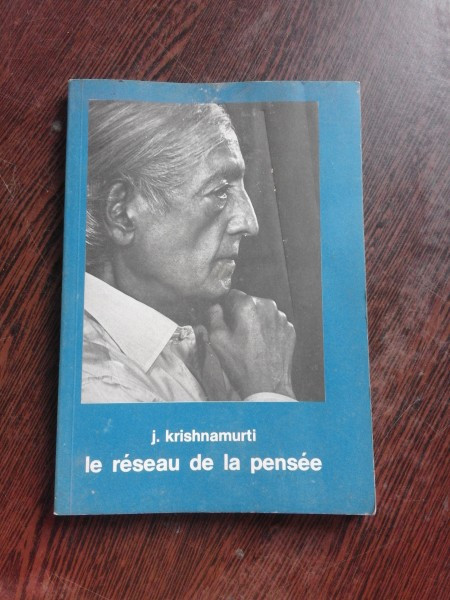 j. krishnamurti
le réseau de la pensée